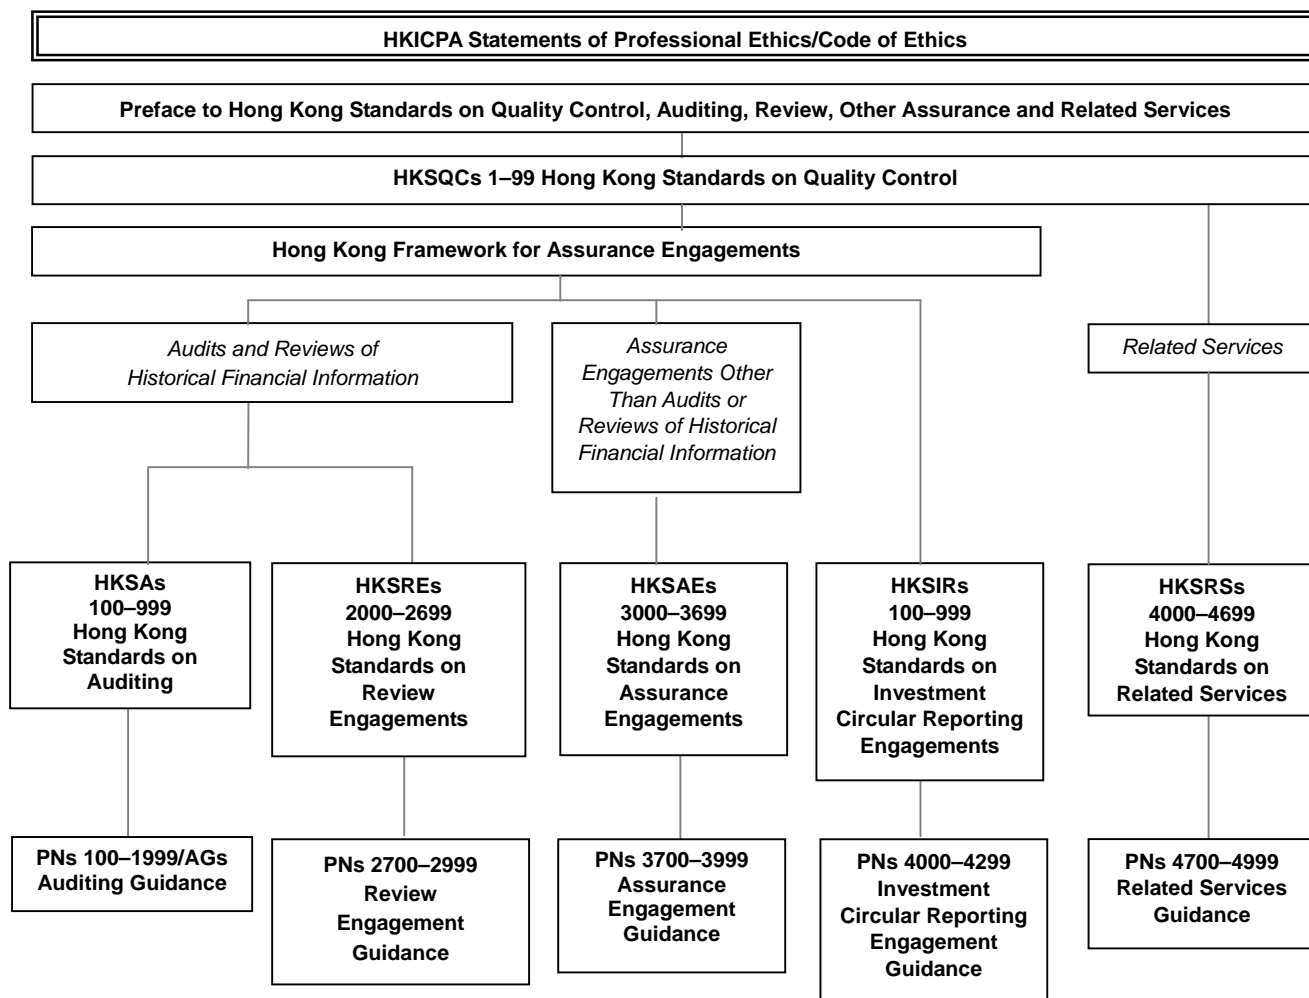 HKICPA Statements of Professional Ethics/Code of Ethics
Preface to Hong Kong Standards on Quality Control, Auditing, Review, Other Assurance and Related Services
HKSQCs 1–99 Hong Kong Standards on Quality Control
Hong Kong Framework for Assurance Engagements
Audits and Reviews of
Historical Financial Information
Assurance
Engagements Other
Than Audits or
Reviews of Historical
Financial Information
Related Services
HKSAs
100–999
Hong Kong
Standards on
Auditing
HKSREs
2000–2699
Hong Kong
Standards on
Review
Engagements
HKSAEs
3000–3699
Hong Kong
Standards on
Assurance
Engagements
HKSIRs
100–999
Hong Kong
Standards on
Investment
Circular Reporting
Engagements
HKSRSs
4000–4699
Hong Kong
Standards on
Related Services
PNs 100–1999/AGs
Auditing Guidance
PNs 2700–2999
Review
Engagement
Guidance
PNs 3700–3999
Assurance
Engagement
Guidance
PNs 4000–4299
Investment
Circular Reporting
Engagement
Guidance
PNs 4700–4999
Related Services
Guidance